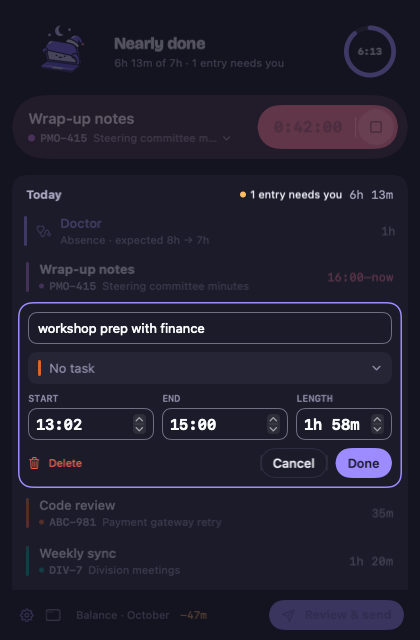 Nearly done
6h 13m of 7h · 1 entry needs you
6:13
Wrap-up notes
PMO-415 Steering committee m...
0:42:00
Today
1 entry needs you 6h 13m
Doctor
Absence · expected 8h → 7h
1h
Wrap-up notes
PMO-415 Steering committee minutes
16:00—now
workshop prep with finance
No task
START END LENGTH
13:02 15:00 1h 58m
Delete Cancel Done
Code review
ABC-981 Payment gateway retry
35m
Weekly sync
DIV-7 Division meetings
1h 20m
Balance · October −47m
Review & send